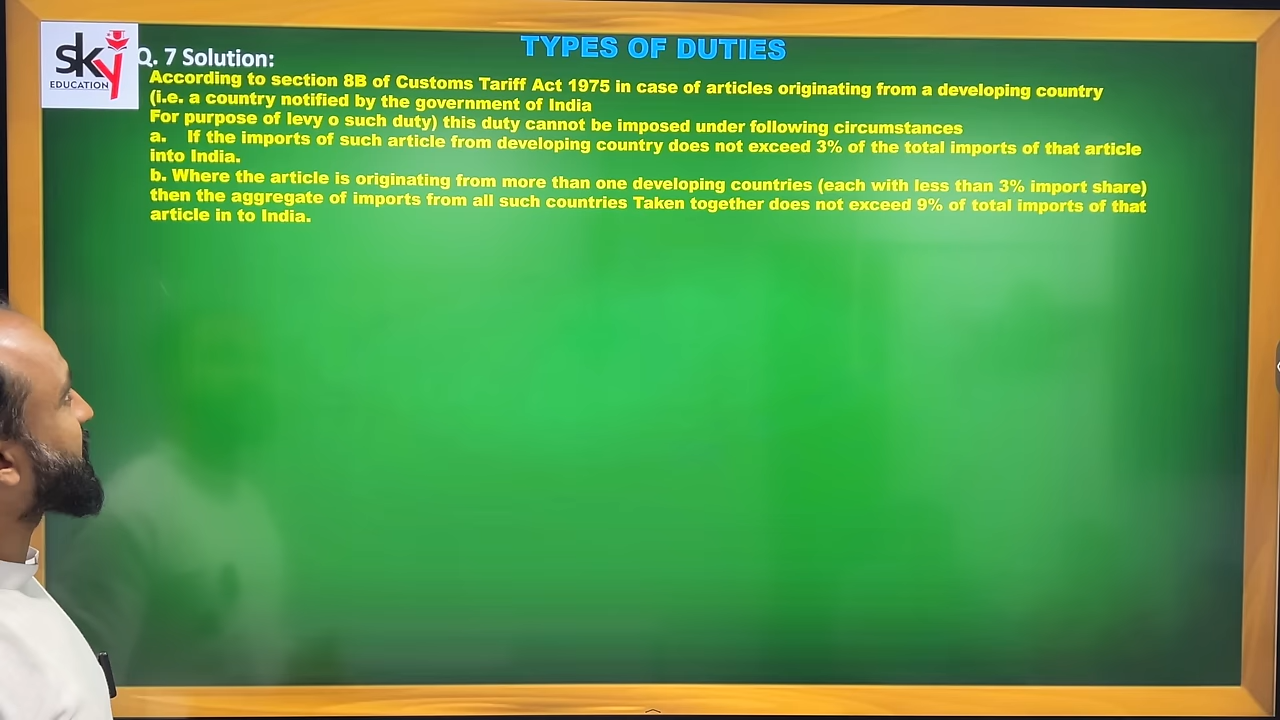 TYPES OF DUTIES
sky
EDUCATION
Q. 7 Solution:
According to section 8B of Customs Tariff Act 1975 in case of articles originating from a developing country
(i.e. a country notified by the government of India
For purpose of levy o such duty) this duty cannot be imposed under following circumstances
a. If the imports of such article from developing country does not exceed 3% of the total imports of that article
into India.
b. Where the article is originating from more than one developing countries (each with less than 3% import share)
then the aggregate of imports from all such countries Taken together does not exceed 9% of total imports of that
article in to India.